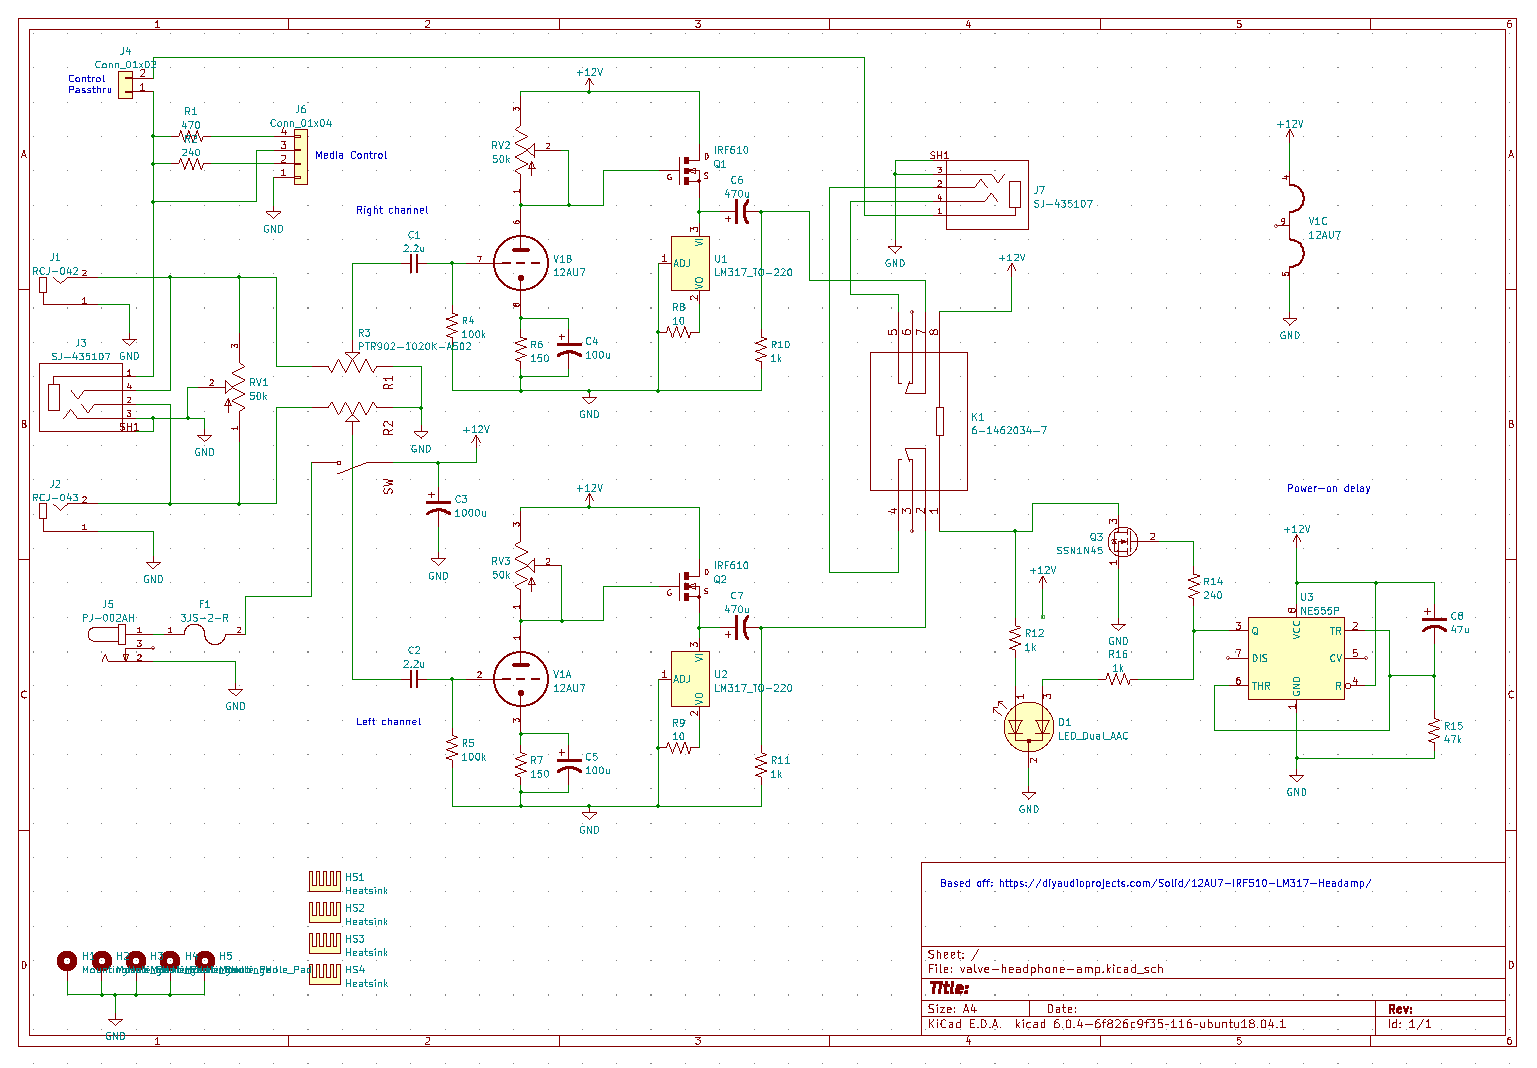 1 2 3 4 5 6
A B C D
J4
Conn_01x02
Control
Passthru
2
1
R1
470
R2
240
J6
Conn_01x04
4
3
2
1
Media Control
GND
Right channel
J1
RCJ-042
2
1
GND
J3
SJ-435107
1
4
2
3
SH1
GND
RV1
50k
3
2
1
J2
RCJ-043
2
1
GND
J5
PJ-002AH
1
3
2
F1
3JS-2-R
1
2
GND
R3
PTR902-1020K-A502
R1
R2
SW
GND
+12V
C3
1000u
GND
C1
2.2u
R4
100k
+12V
RV2
50k
3
2
1
6
7
8
V1B
12AU7
R6
150
C4
100u
GND
IRF610
Q1
D
G
S
C6
470u
U1
LM317_TO-220
3
VI
1
ADJ
VO
2
R8
10
R10
1k
Left channel
C2
2.2u
R5
100k
+12V
RV3
50k
3
2
1
1
2
3
V1A
12AU7
R7
150
C5
100u
GND
IRF610
Q2
D
G
S
C7
470u
U2
LM317_TO-220
3
VI
1
ADJ
VO
2
R9
10
R11
1k
SH1
3
2
4
1
J7
SJ-435107
GND
+12V
5
6
7
8
K1
6-1462034-7
4
3
2
1
+12V
4
9
5
V1C
12AU7
GND
Power-on delay
Q3
SSN1N45
3
2
1
GND
+12V
R12
1k
R16
1k
R14
240
D1
LED_Dual_AAC
1
3
2
GND
+12V
U3
NE555P
8
VCC
3
Q
TR
2
7
DIS
CV
5
6
THR
R
4
GND
1
C8
47u
R15
47k
GND
HS1
Heatsink
HS2
Heatsink
HS3
Heatsink
HS4
Heatsink
H2
H4
H5
GND
Based off: https://diyaudioprojects.com/Solid/12AU7-IRF510-LM317-Headamp/
Sheet: /
File: valve-headphone-amp.kicad_sch
Title:
Size: A4 Date: Rev:
KiCad E.D.A. kicad 6.0.4-6f826c9f35-116-ubuntu18.04.1 Id: 1/1
1 2 3 4 5 6